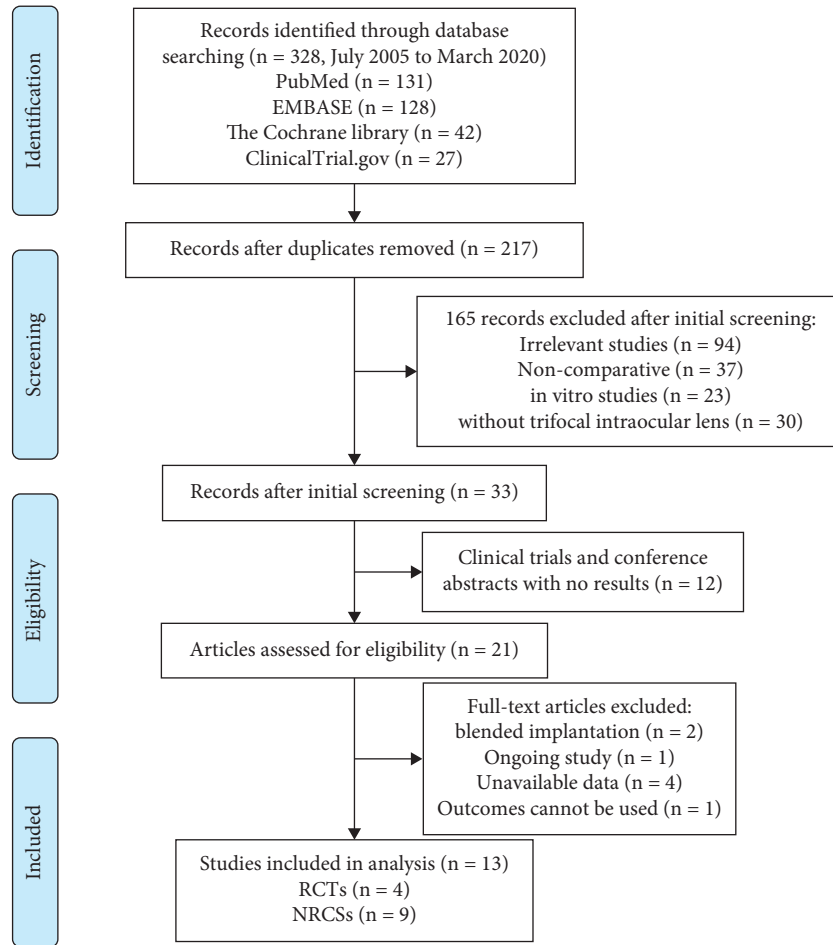 Identification
Records identified through database
searching (n = 328, July 2005 to March 2020)
PubMed (n = 131)
EMBASE (n = 128)
The Cochrane library (n = 42)
ClinicalTrial.gov (n = 27)
Screening
Records after duplicates removed (n = 217)
165 records excluded after initial screening:
Irrelevant studies (n = 94)
Non-comparative (n = 37)
in vitro studies (n = 23)
without trifocal intraocular lens (n = 30)
Records after initial screening (n = 33)
Eligibility
Clinical trials and conference
abstracts with no results (n = 12)
Articles assessed for eligibility (n = 21)
Full-text articles excluded:
blended implantation (n = 2)
Ongoing study (n = 1)
Unavailable data (n = 4)
Outcomes cannot be used (n = 1)
Included
Studies included in analysis (n = 13)
RCTs (n = 4)
NRCSs (n = 9)